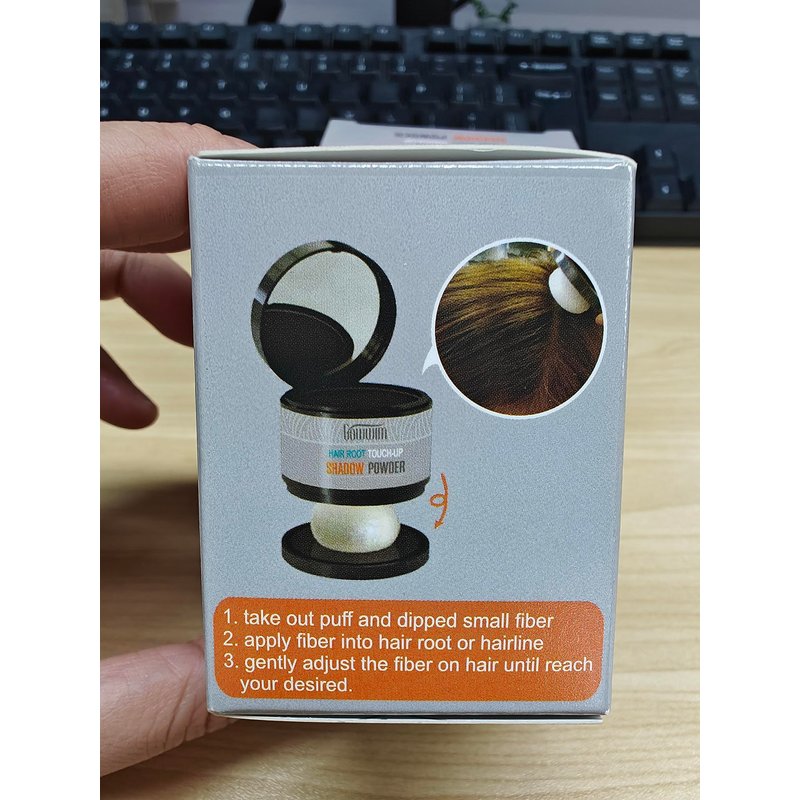 HAIR ROOT TOUCH-UP
SHADOW POWDER
1. take out puff and dipped small fiber
2. apply fiber into hair root or hairline
3. gently adjust the fiber on hair until reach
your desired.